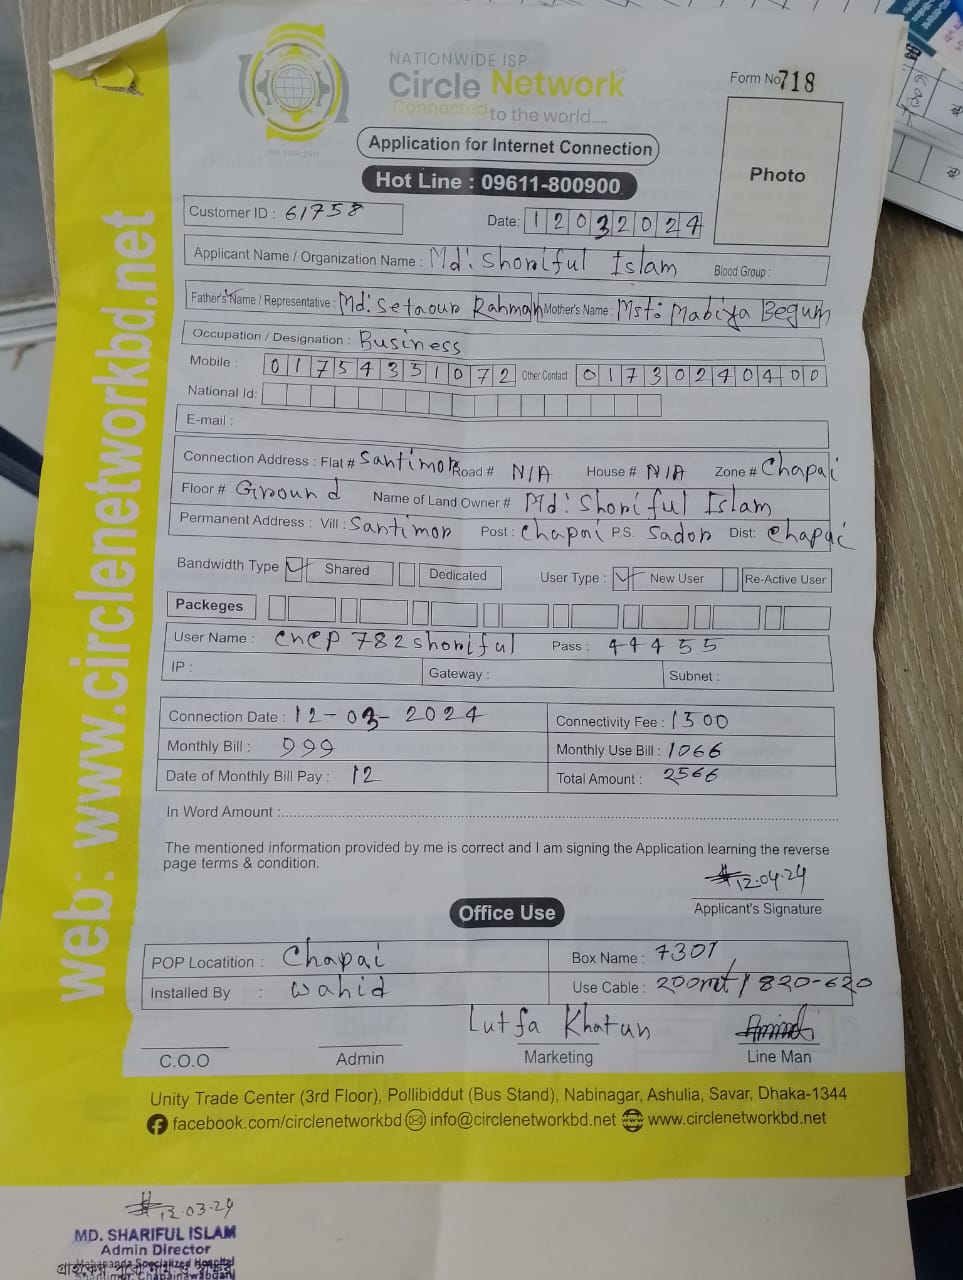 NATIONWIDE ISP
Circle Network
Connected to the world.....
ISO 9001:2015
Form No 718
Application for Internet Connection
Hot Line : 09611-800900
Photo
Customer ID : 61758
Date: 12032024
Applicant Name / Organization Name : Md: Shoriful Islam Blood Group :
Father's Name / Representative : Md: Setaour Rahman Mother's Name : Mst: Mabiya Begum
Occupation / Designation : Business
Mobile : 01754351072 Other Contact 01730240400
National Id:
E-mail :
Connection Address : Flat # Santimor Road # N/A House # N/A Zone # Chapai
Floor # Ground Name of Land Owner # Md: Shoriful Islam
Permanent Address : Vill : Santimor Post : Chapai P.S. Sador Dist: Chapai
Bandwidth Type Shared Dedicated User Type : New User Re-Active User
Packeges
User Name : cncp782shoriful Pass : 44455
IP : Gateway : Subnet :
Connection Date : 12-03-2024 Connectivity Fee : 1500
Monthly Bill : 999 Monthly Use Bill : 1066
Date of Monthly Bill Pay : 12 Total Amount : 2566
In Word Amount :
The mentioned information provided by me is correct and I am signing the Application learning the reverse
page terms & condition.
12.04.24
Applicant's Signature
Office Use
POP Locatition : Chapai Box Name : 7301
Installed By : Wahid Use Cable : 200mt / 820-620
Lutfa Khatun
C.O.O Admin Marketing Line Man
Unity Trade Center (3rd Floor), Pollibiddut (Bus Stand), Nabinagar, Ashulia, Savar, Dhaka-1344
facebook.com/circlenetworkbd info@circlenetworkbd.net www.circlenetworkbd.net
web: www.circlenetworkbd.net
12.03.24
MD. SHARIFUL ISLAM
Admin Director
Specialized Hospital